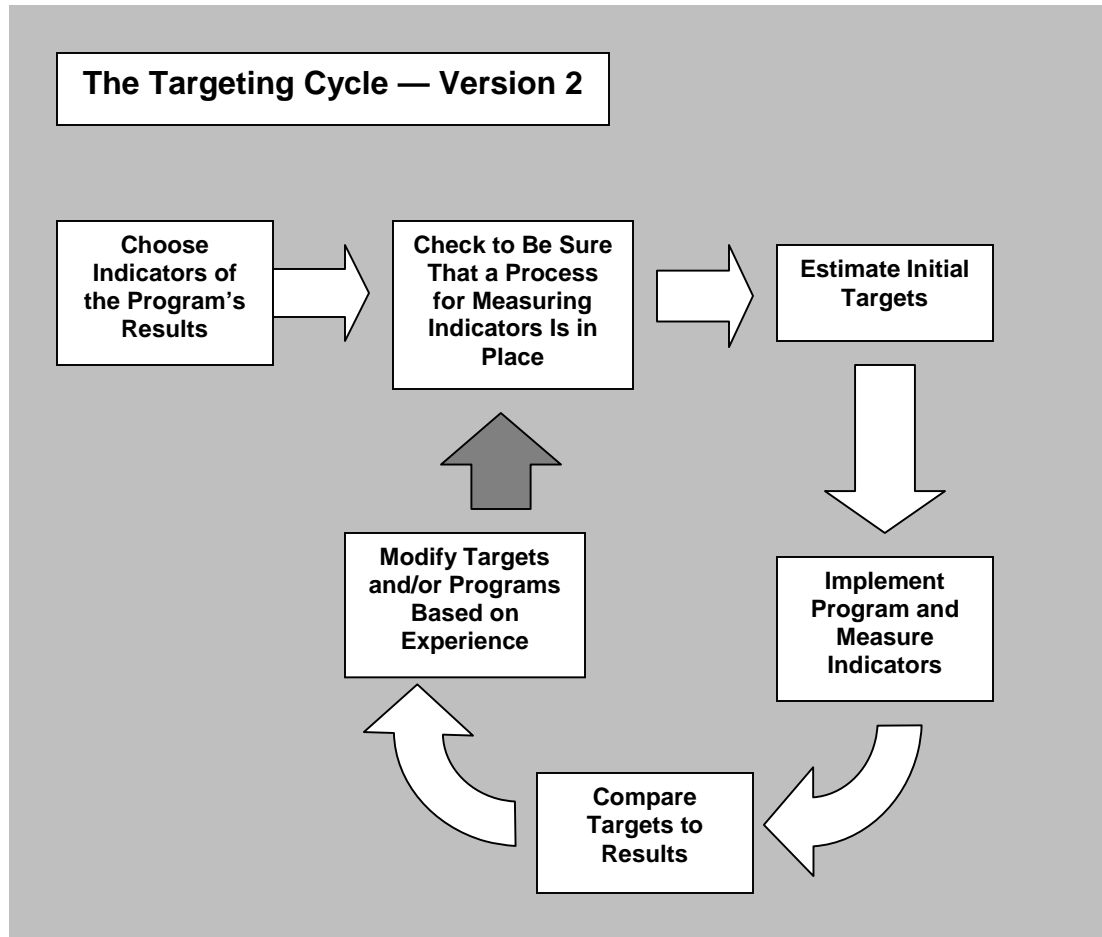 The Targeting Cycle — Version 2
Choose
Indicators of
the Program’s
Results
Check to Be Sure
That a Process
for Measuring
Indicators Is in
Place
Estimate Initial
Targets
Implement
Program and
Measure
Indicators
Compare
Targets to
Results
Modify Targets
and/or Programs
Based on
Experience